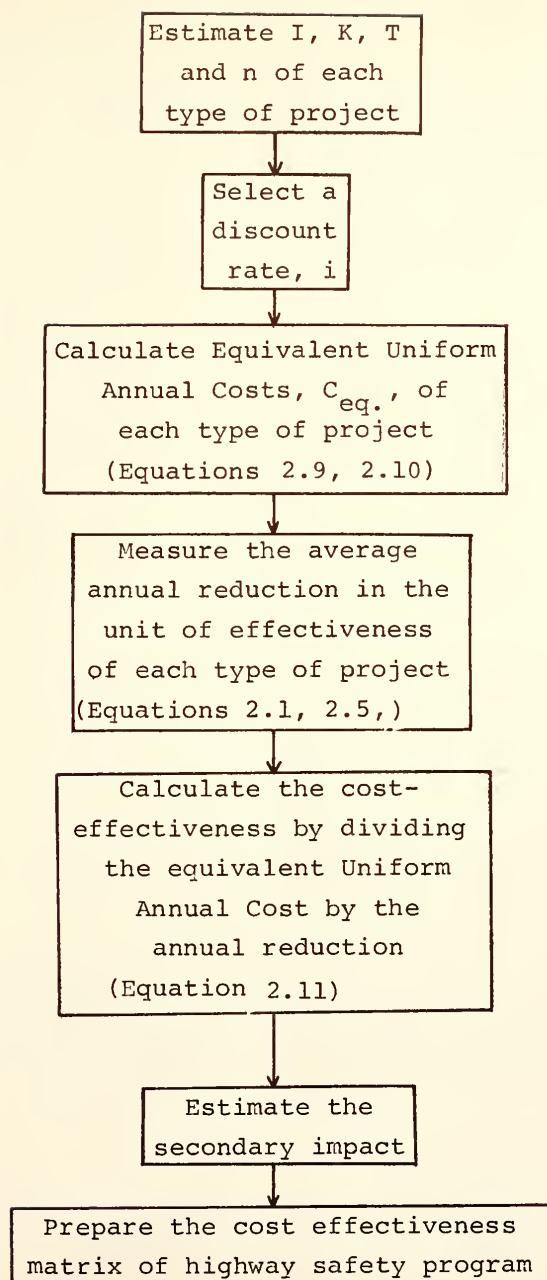 Estimate I, K, T
and n of each
type of project
Select a
discount
rate, i
Calculate Equivalent Uniform
Annual Costs, Ceq., of
each type of project
(Equations 2.9, 2.10)
Measure the average
annual reduction in the
unit of effectiveness
of each type of project
(Equations 2.1, 2.5,)
Calculate the cost-
effectiveness by dividing
the equivalent Uniform
Annual Cost by the
annual reduction
(Equation 2.11)
Estimate the
secondary impact
Prepare the cost effectiveness
matrix of highway safety program